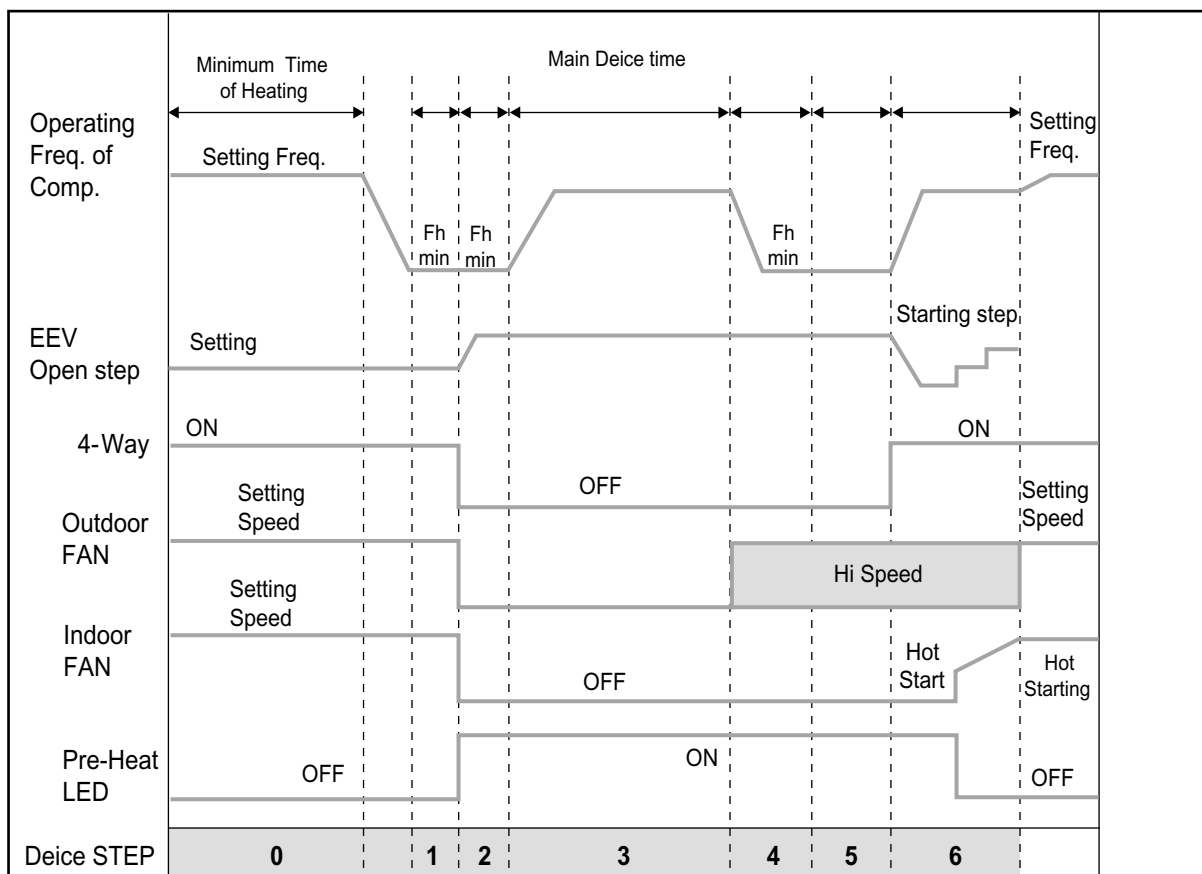 Minimum Time
of Heating
Main Deice time
Operating
Freq. of
Comp.
Setting Freq.
Fh
min
Fh
min
Fh
min
Setting
Freq.
EEV
Open step
Setting
Starting step
4-Way
ON
OFF
ON
Outdoor
FAN
Setting
Speed
Hi Speed
Setting
Speed
Indoor
FAN
Setting
Speed
OFF
Hot
Start
Hot
Starting
Pre-Heat
LED
OFF
ON
OFF
Deice STEP 0 1 2 3 4 5 6